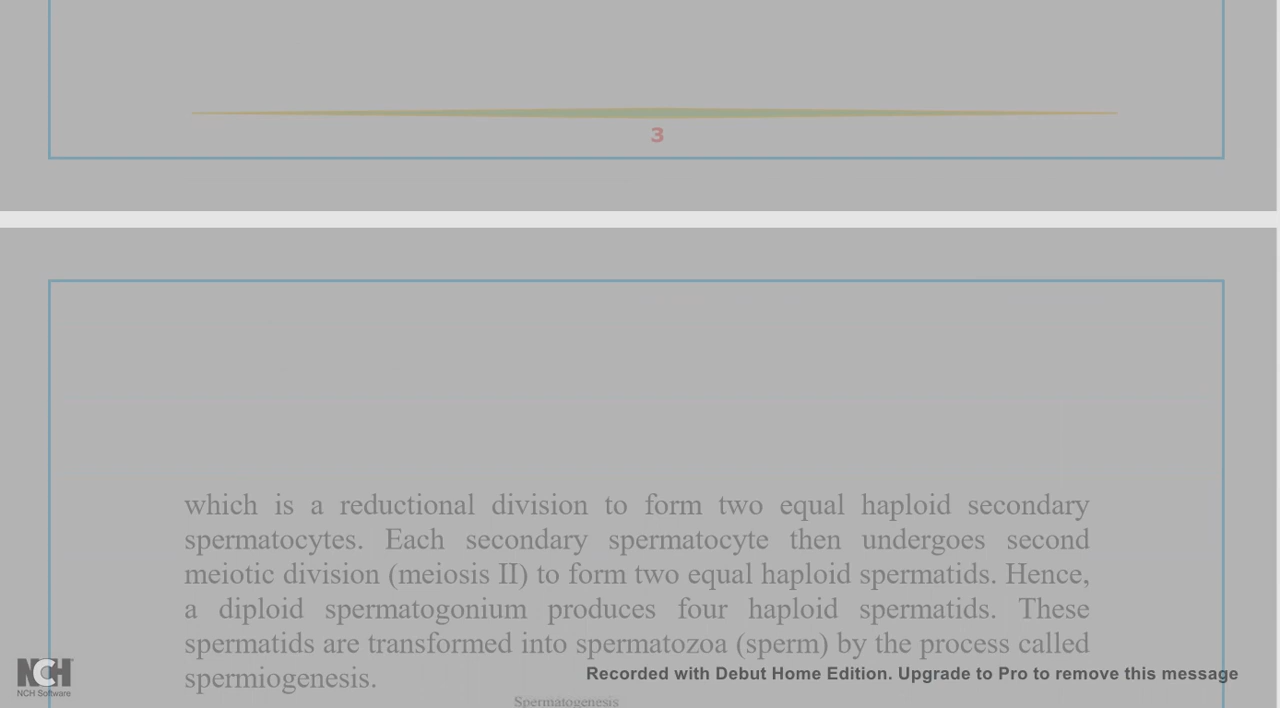 3
which is a reductional division to form two equal haploid secondary
spermatocytes. Each secondary spermatocyte then undergoes second
meiotic division (meiosis II) to form two equal haploid spermatids. Hence,
a diploid spermatogonium produces four haploid spermatids. These
spermatids are transformed into spermatozoa (sperm) by the process called
spermiogenesis.
NCH
NCH Software
Recorded with Debut Home Edition. Upgrade to Pro to remove this message
Spermatogenesis